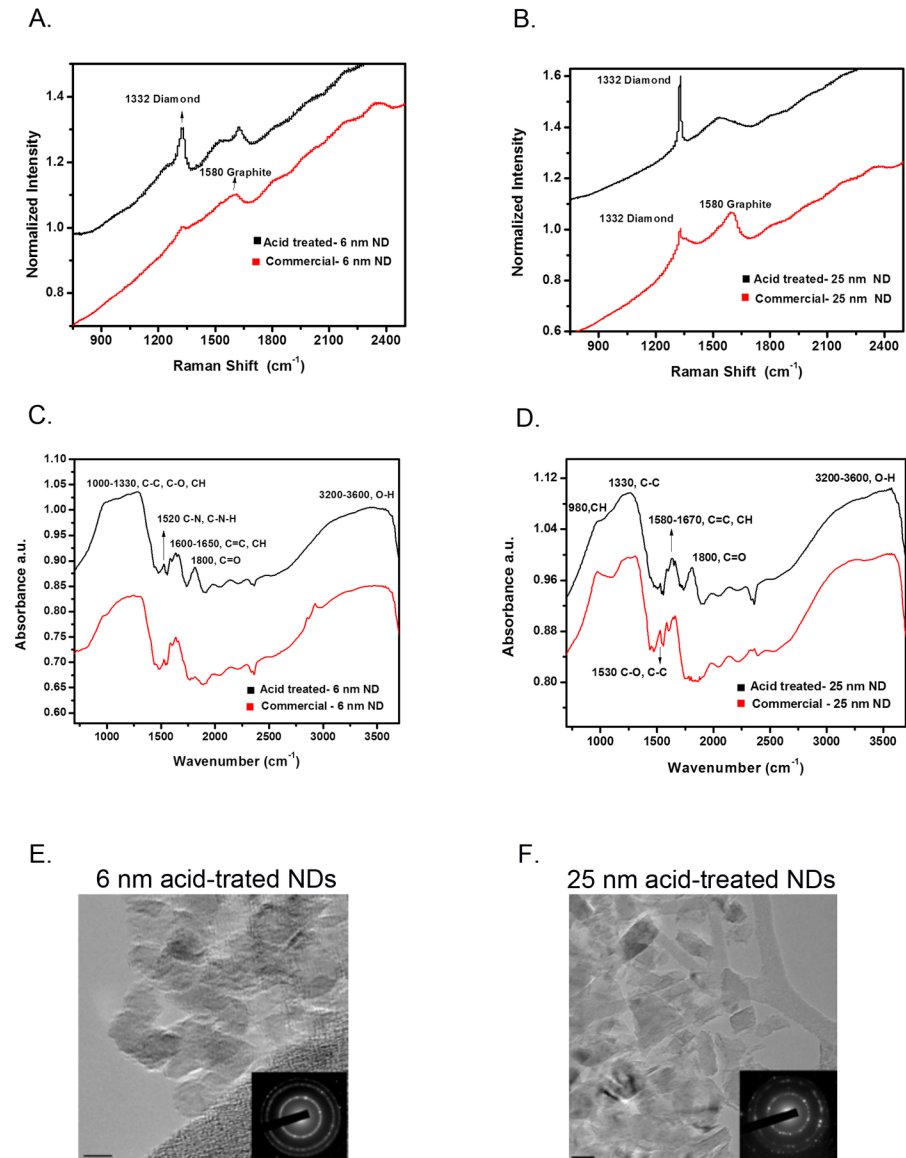 A.
1332 Diamond
1580 Graphite
Acid treated- 6 nm ND
Commercial- 6 nm ND
Normalized Intensity
1.4
1.2
1.0
0.8
900 1200 1500 1800 2100 2400
Raman Shift (cm-1)
B.
1332 Diamond
1580 Graphite
1332 Diamond
Acid treated- 25 nm ND
Commercial- 25 nm ND
Normalized Intensity
1.6
1.4
1.2
1.0
0.8
0.6
900 1200 1500 1800 2100 2400
Raman Shift (cm-1)
C.
1000-1330, C-C, C-O, CH
3200-3600, O-H
1520 C-N, C-N-H
1600-1650, C=C, CH
1800, C=O
Acid treated- 6 nm ND
Commercial - 6 nm ND
Absorbance a.u.
1.10
1.05
1.00
0.95
0.90
0.85
0.80
0.75
0.70
0.65
0.60
1000 1500 2000 2500 3000 3500
Wavenumber (cm-1)
D.
1330, C-C
3200-3600, O-H
980,CH
1580-1670, C=C, CH
1800, C=O
1530 C-O, C-C
Acid treated- 25 nm ND
Commercial - 25 nm ND
Absorbance a.u.
1.12
1.04
0.96
0.88
0.80
1000 1500 2000 2500 3000 3500
Wavenumber (cm-1)
E.
6 nm acid-trated NDs
F.
25 nm acid-treated NDs